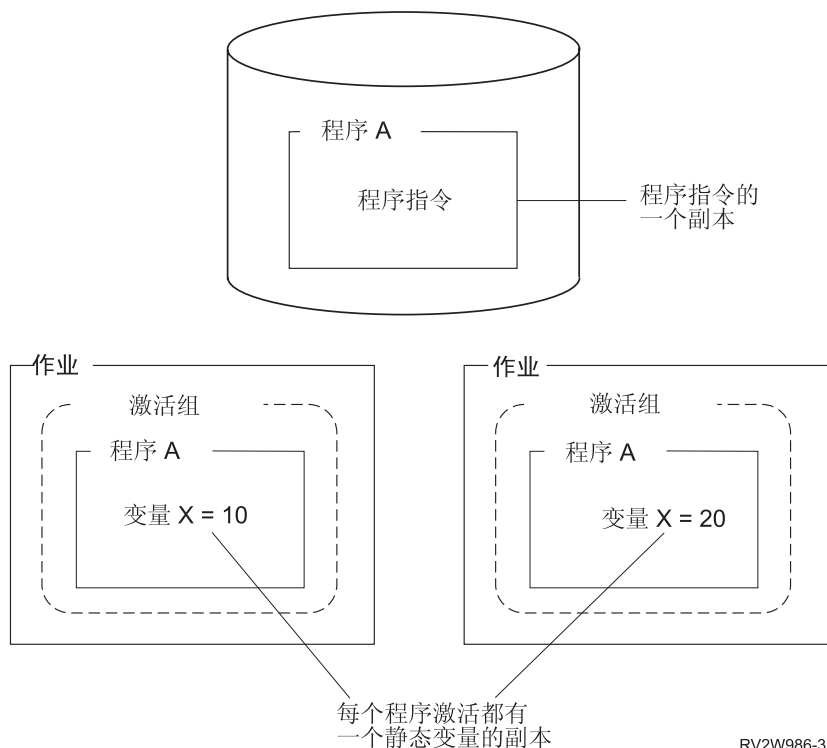 程序 A
程序指令
程序指令的
一个副本
作业
激活组
程序 A
变量 X = 10
作业
激活组
程序 A
变量 X = 20
每个程序激活都有
一个静态变量的副本
RV2W986-3